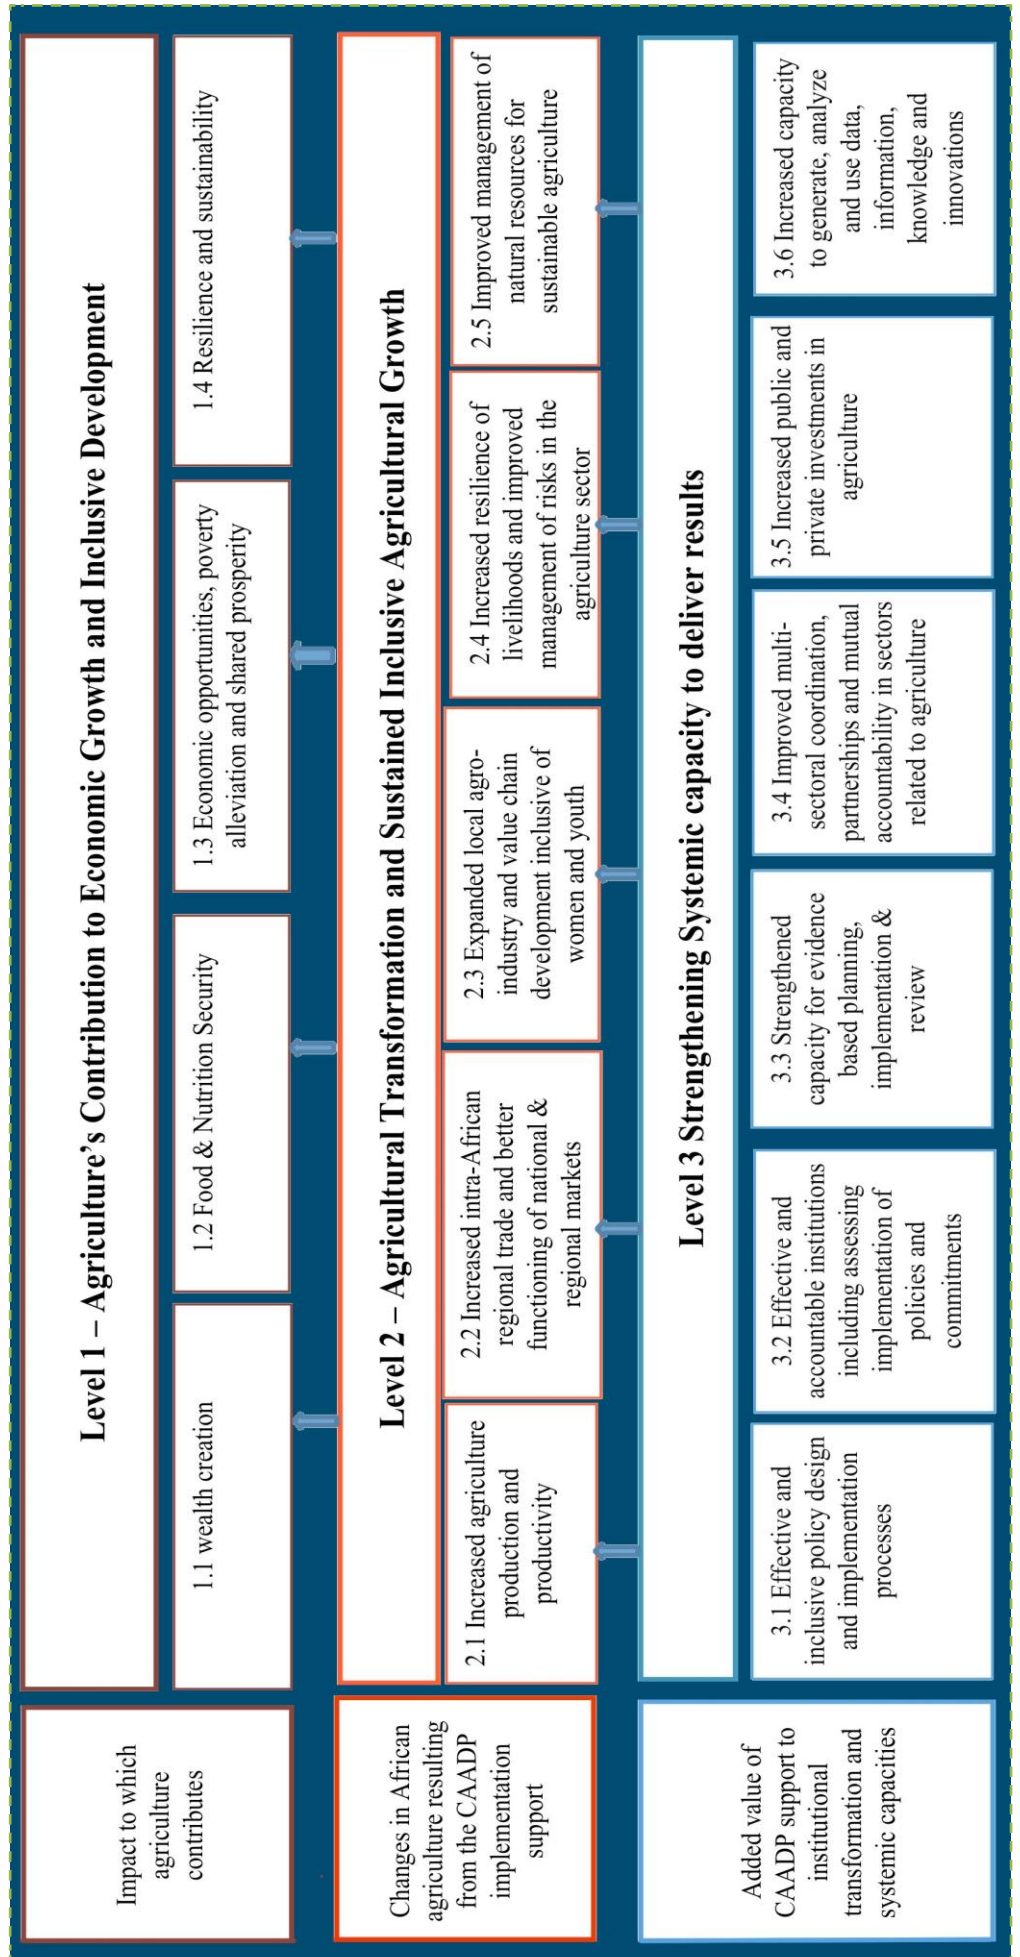 Impact to which
agriculture
contributes
Level 1 – Agriculture’s Contribution to Economic Growth and Inclusive Development
1.1 wealth creation
1.2 Food & Nutrition Security
1.3 Economic opportunities, poverty
alleviation and shared prosperity
1.4 Resilience and sustainability
Changes in African
agriculture resulting
from the CAADP
implementation
support
Level 2 – Agricultural Transformation and Sustained Inclusive Agricultural Growth
2.1 Increased agriculture
production and
productivity
2.2 Increased intra-African
regional trade and better
functioning of national &
regional markets
2.3 Expanded local agro-
industry and value chain
development inclusive of
women and youth
2.4 Increased resilience of
livelihoods and improved
management of risks in the
agriculture sector
2.5 Improved management of
natural resources for
sustainable agriculture
Added value of
CAADP support to
institutional
transformation and
systemic capacities
Level 3 Strengthening Systemic capacity to deliver results
3.1 Effective and
inclusive policy design
and implementation
processes
3.2 Effective and
accountable institutions
including assessing
implementation of
policies and
commitments
3.3 Strengthened
capacity for evidence
based planning,
implementation &
review
3.4 Improved multi-
sectoral coordination,
partnerships and mutual
accountability in sectors
related to agriculture
3.5 Increased public and
private investments in
agriculture
3.6 Increased capacity
to generate, analyze
and use data,
information,
knowledge and
innovations